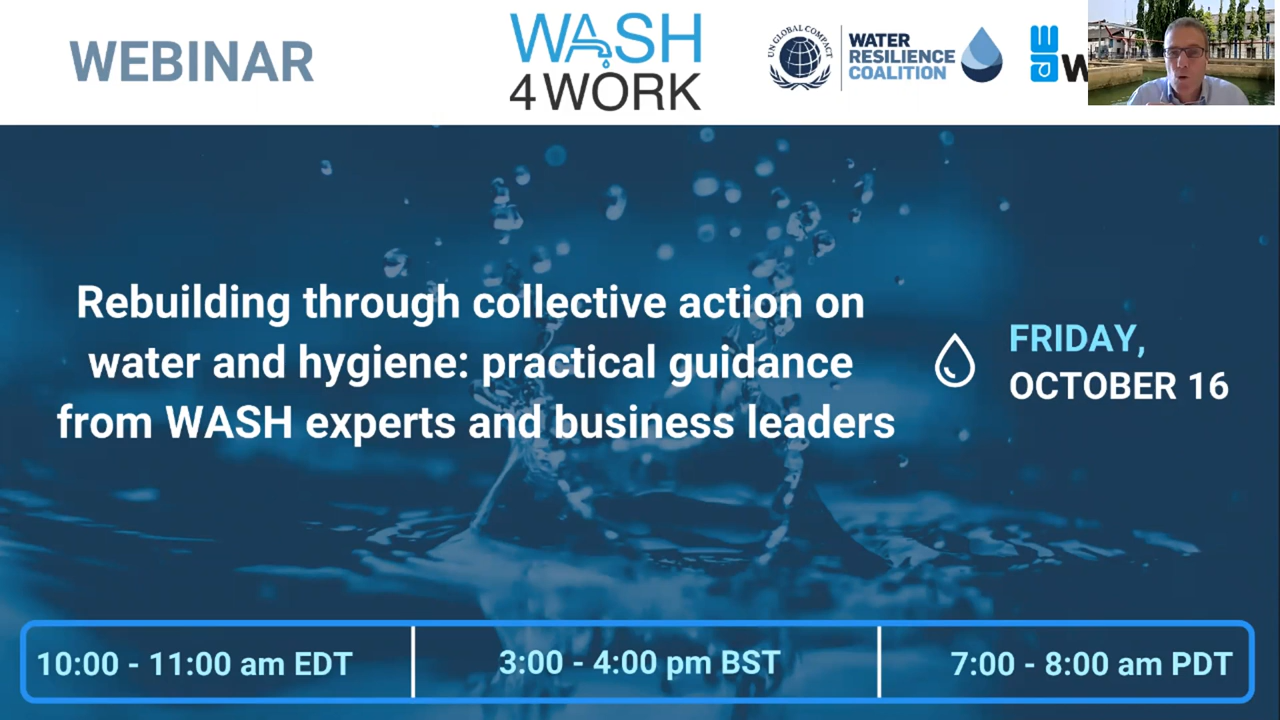 WEBINAR
WASH
4WORK
UN GLOBAL COMPACT
WATER
RESILIENCE
COALITION
W
Rebuilding through collective action on
water and hygiene: practical guidance
from WASH experts and business leaders
FRIDAY,
OCTOBER 16
10:00 - 11:00 am EDT
3:00 - 4:00 pm BST
7:00 - 8:00 am PDT